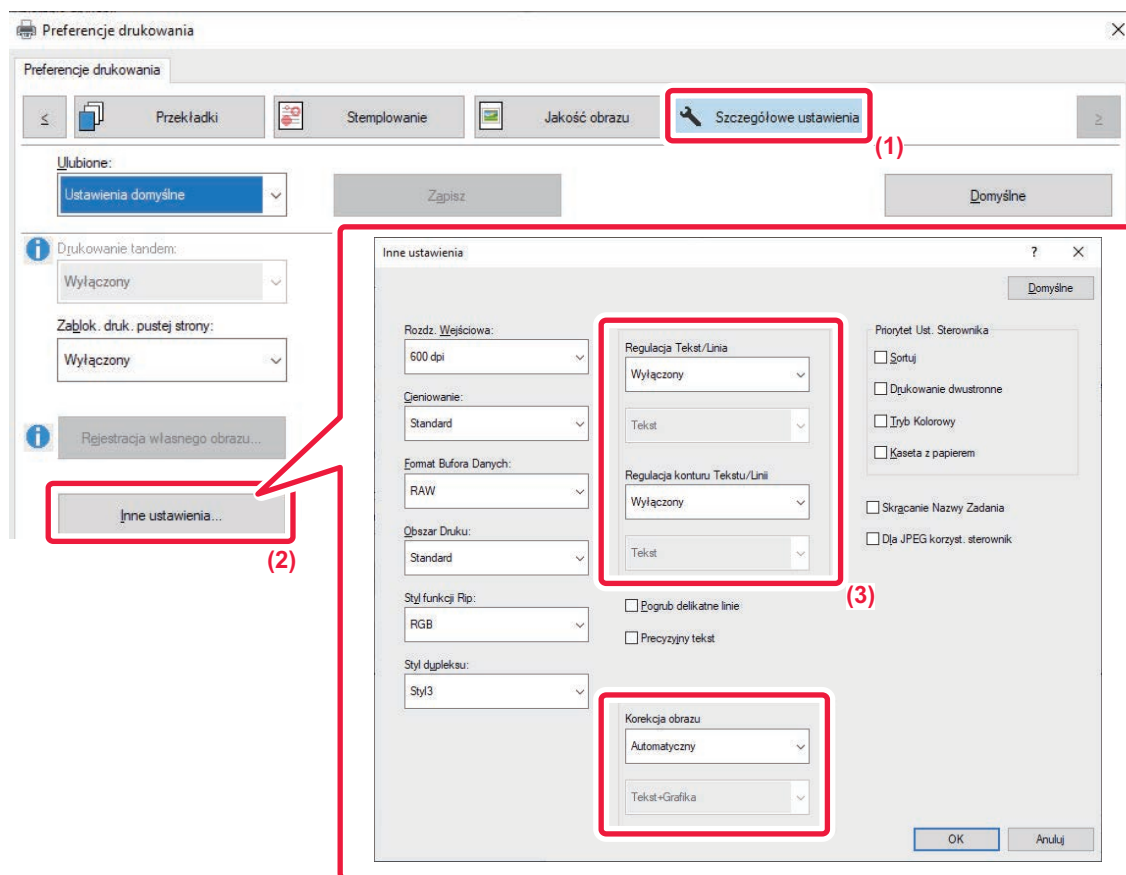 Preferencje drukowania
Preferencje drukowania
≤ Przekładki Stemplowanie Jakość obrazu Szczegółowe ustawienia ≥
(1)
Ulubione:
Ustawienia domyślne Zapisz Domyślne
Drukowanie tandem:
Wyłączony
Zablok. druk. pustej strony:
Wyłączony
Rejestracja własnego obrazu...
Inne ustawienia...
(2)
Inne ustawienia ?
Domyślne
Rozdz. Wejściowa:
600 dpi
Cieniowanie:
Standard
Format Bufora Danych:
RAW
Obszar Druku:
Standard
Styl funkcji Rip:
RGB
Styl dupleksu:
Styl3
Regulacja Tekst/Linia
Wyłączony
Tekst
Regulacja konturu Tekstu/Linii
Wyłączony
Tekst
(3)
Pogrub delikatne linie
Precyzyjny tekst
Korekcja obrazu
Automatyczny
Tekst+Grafika
Priorytet Ust. Sterownika
Sortuj
Drukowanie dwustronne
Tryb Kolorowy
Kaseta z papierem
Skracanie Nazwy Zadania
Dla JPEG korzyst. sterownik
OK Anuluj